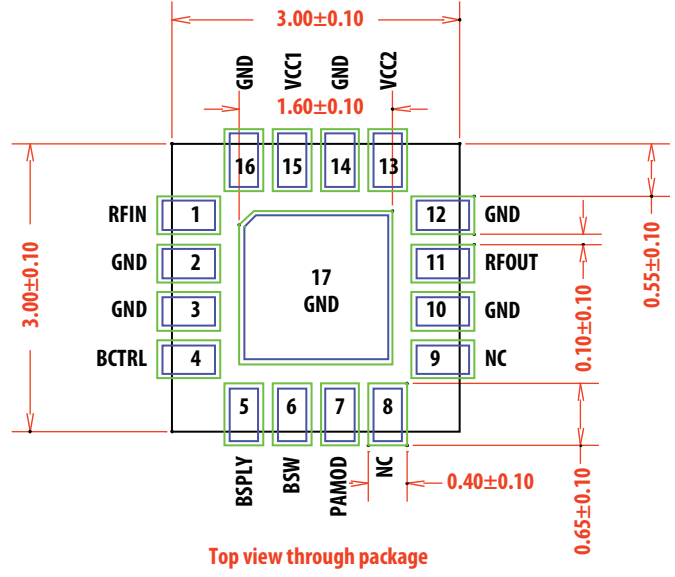 3.00±0.10
GND
VCC1
GND
VCC2
1.60±0.10
16
15
14
13
RFIN
1
12
GND
GND
2
11
RFOUT
17
GND
GND
3
10
GND
BCTRL
4
9
NC
3.00±0.10
0.55±0.10
0.10±0.10
5
6
7
8
BSPLY
BSW
PAMOD
NC
0.40±0.10
0.65±0.10
Top view through package